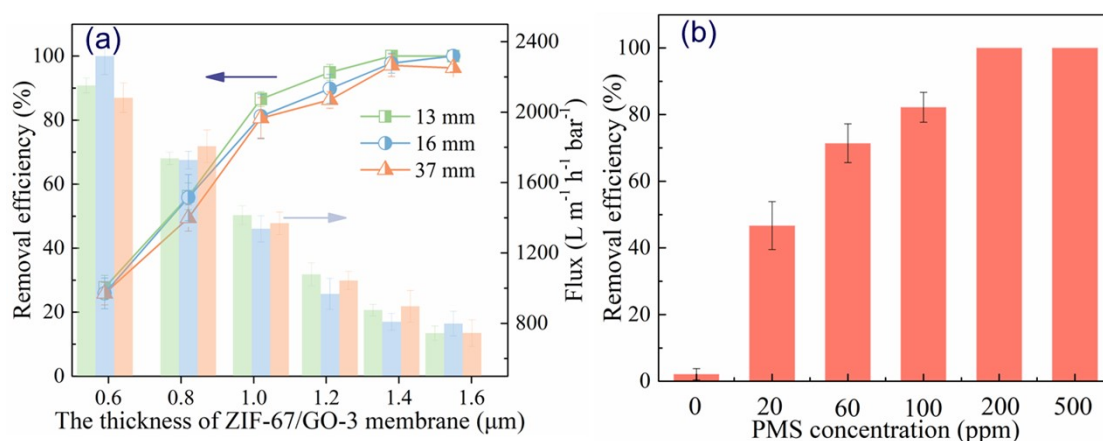 (a)
Removal efficiency (%)
100
80
60
40
20
0
13 mm
16 mm
37 mm
2400
2000
1600
1200
800
Flux (L m⁻¹ h⁻¹ bar⁻¹)
0.6 0.8 1.0 1.2 1.4 1.6
The thickness of ZIF-67/GO-3 membrane (μm)
(b)
Removal efficiency (%)
100
80
60
40
20
0
0 20 60 100 200 500
PMS concentration (ppm)